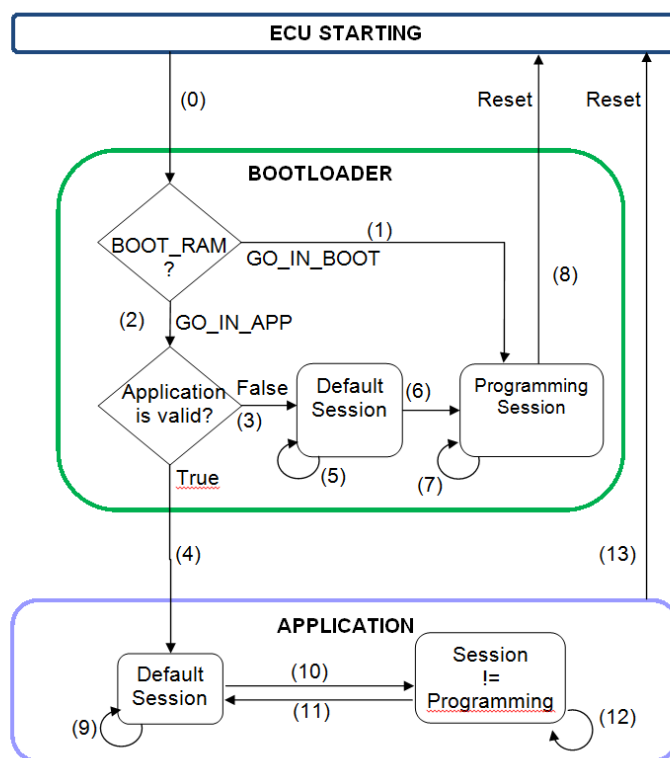 ECU STARTING
(0)
Reset
Reset
BOOTLOADER
BOOT_RAM
?
(1)
GO_IN_BOOT
(8)
(2)
GO_IN_APP
Application
is valid?
False
(3)
Default
Session
(6)
Programming
Session
(5)
(7)
True
(4)
(13)
APPLICATION
Default
Session
(10)
(11)
Session
!=
Programming
(9)
(12)